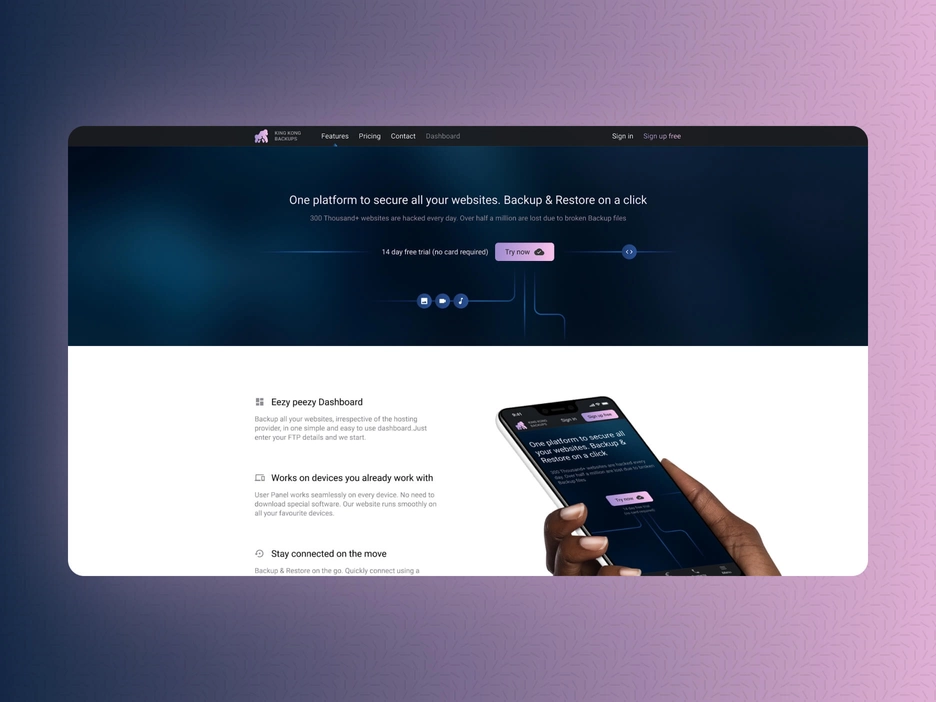 KING KONG
BACKUPS
Features Pricing Contact Dashboard
Sign in Sign up free
One platform to secure all your websites. Backup & Restore on a click
300 Thousand+ websites are hacked every day. Over half a million are lost due to broken Backup files
14 day free trial (no card required) Try now
Eezy peezy Dashboard
Backup all your websites, irrespective of the hosting
provider, in one simple and easy to use dashboard.Just
enter your FTP details and we start.
Works on devices you already work with
User Panel works seamlessly on every device. No need to
download special software. Our website runs smoothly on
all your favourite devices.
Stay connected on the move
Backup & Restore on the go. Quickly connect using a
9:41
KING KONG
BACKUPS
Sign in Sign up free
One platform to secure all
your websites. Backup &
Restore on a click
300 Thousand+ websites are hacked every
day. Over half a million are lost due to broken
Backup files
Try now
14 day free trial
(no card required)